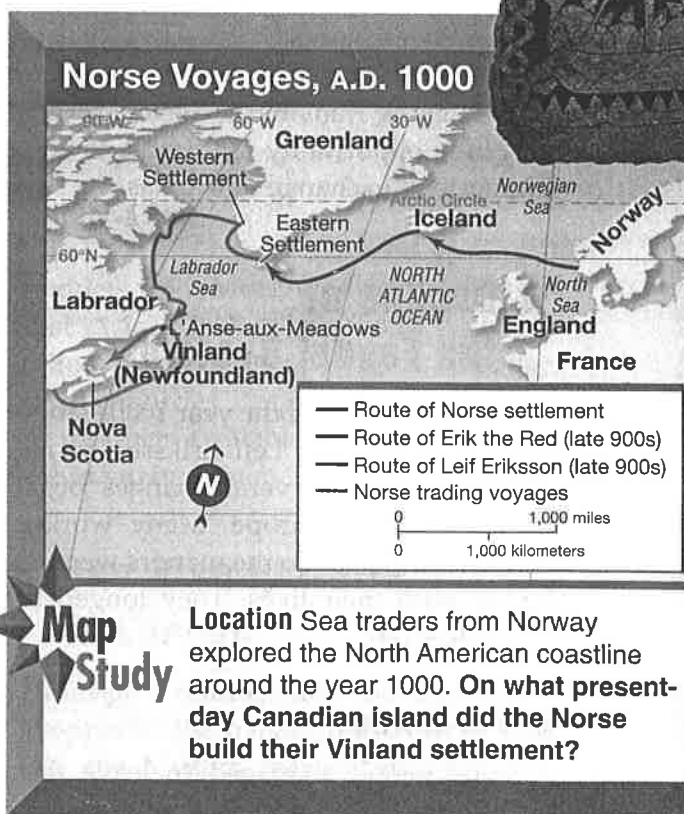 Norse Voyages, A.D. 1000
90°W
60°W
30°W
Greenland
Western
Settlement
Norwegian
Sea
Arctic Circle
Iceland
Norway
Eastern
Settlement
60°N
Labrador
Sea
NORTH
ATLANTIC
OCEAN
North
Sea
Labrador
England
L'Anse-aux-Meadows
Vinland
(Newfoundland)
France
Nova
Scotia
N
Route of Norse settlement
Route of Erik the Red (late 900s)
Route of Leif Eriksson (late 900s)
Norse trading voyages
0 1,000 miles
0 1,000 kilometers
Map
Study
Location Sea traders from Norway
explored the North American coastline
around the year 1000. On what present-
day Canadian island did the Norse
build their Vinland settlement?